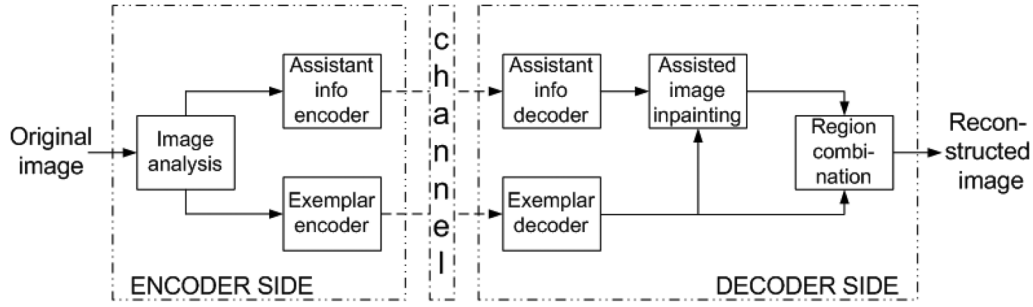 Original
image
Image
analysis
Assistant
info
encoder
Exemplar
encoder
ENCODER SIDE
channel
Assistant
info
decoder
Exemplar
decoder
Assisted
image
inpainting
Region
combi-
nation
DECODER SIDE
Recon-
structed
image